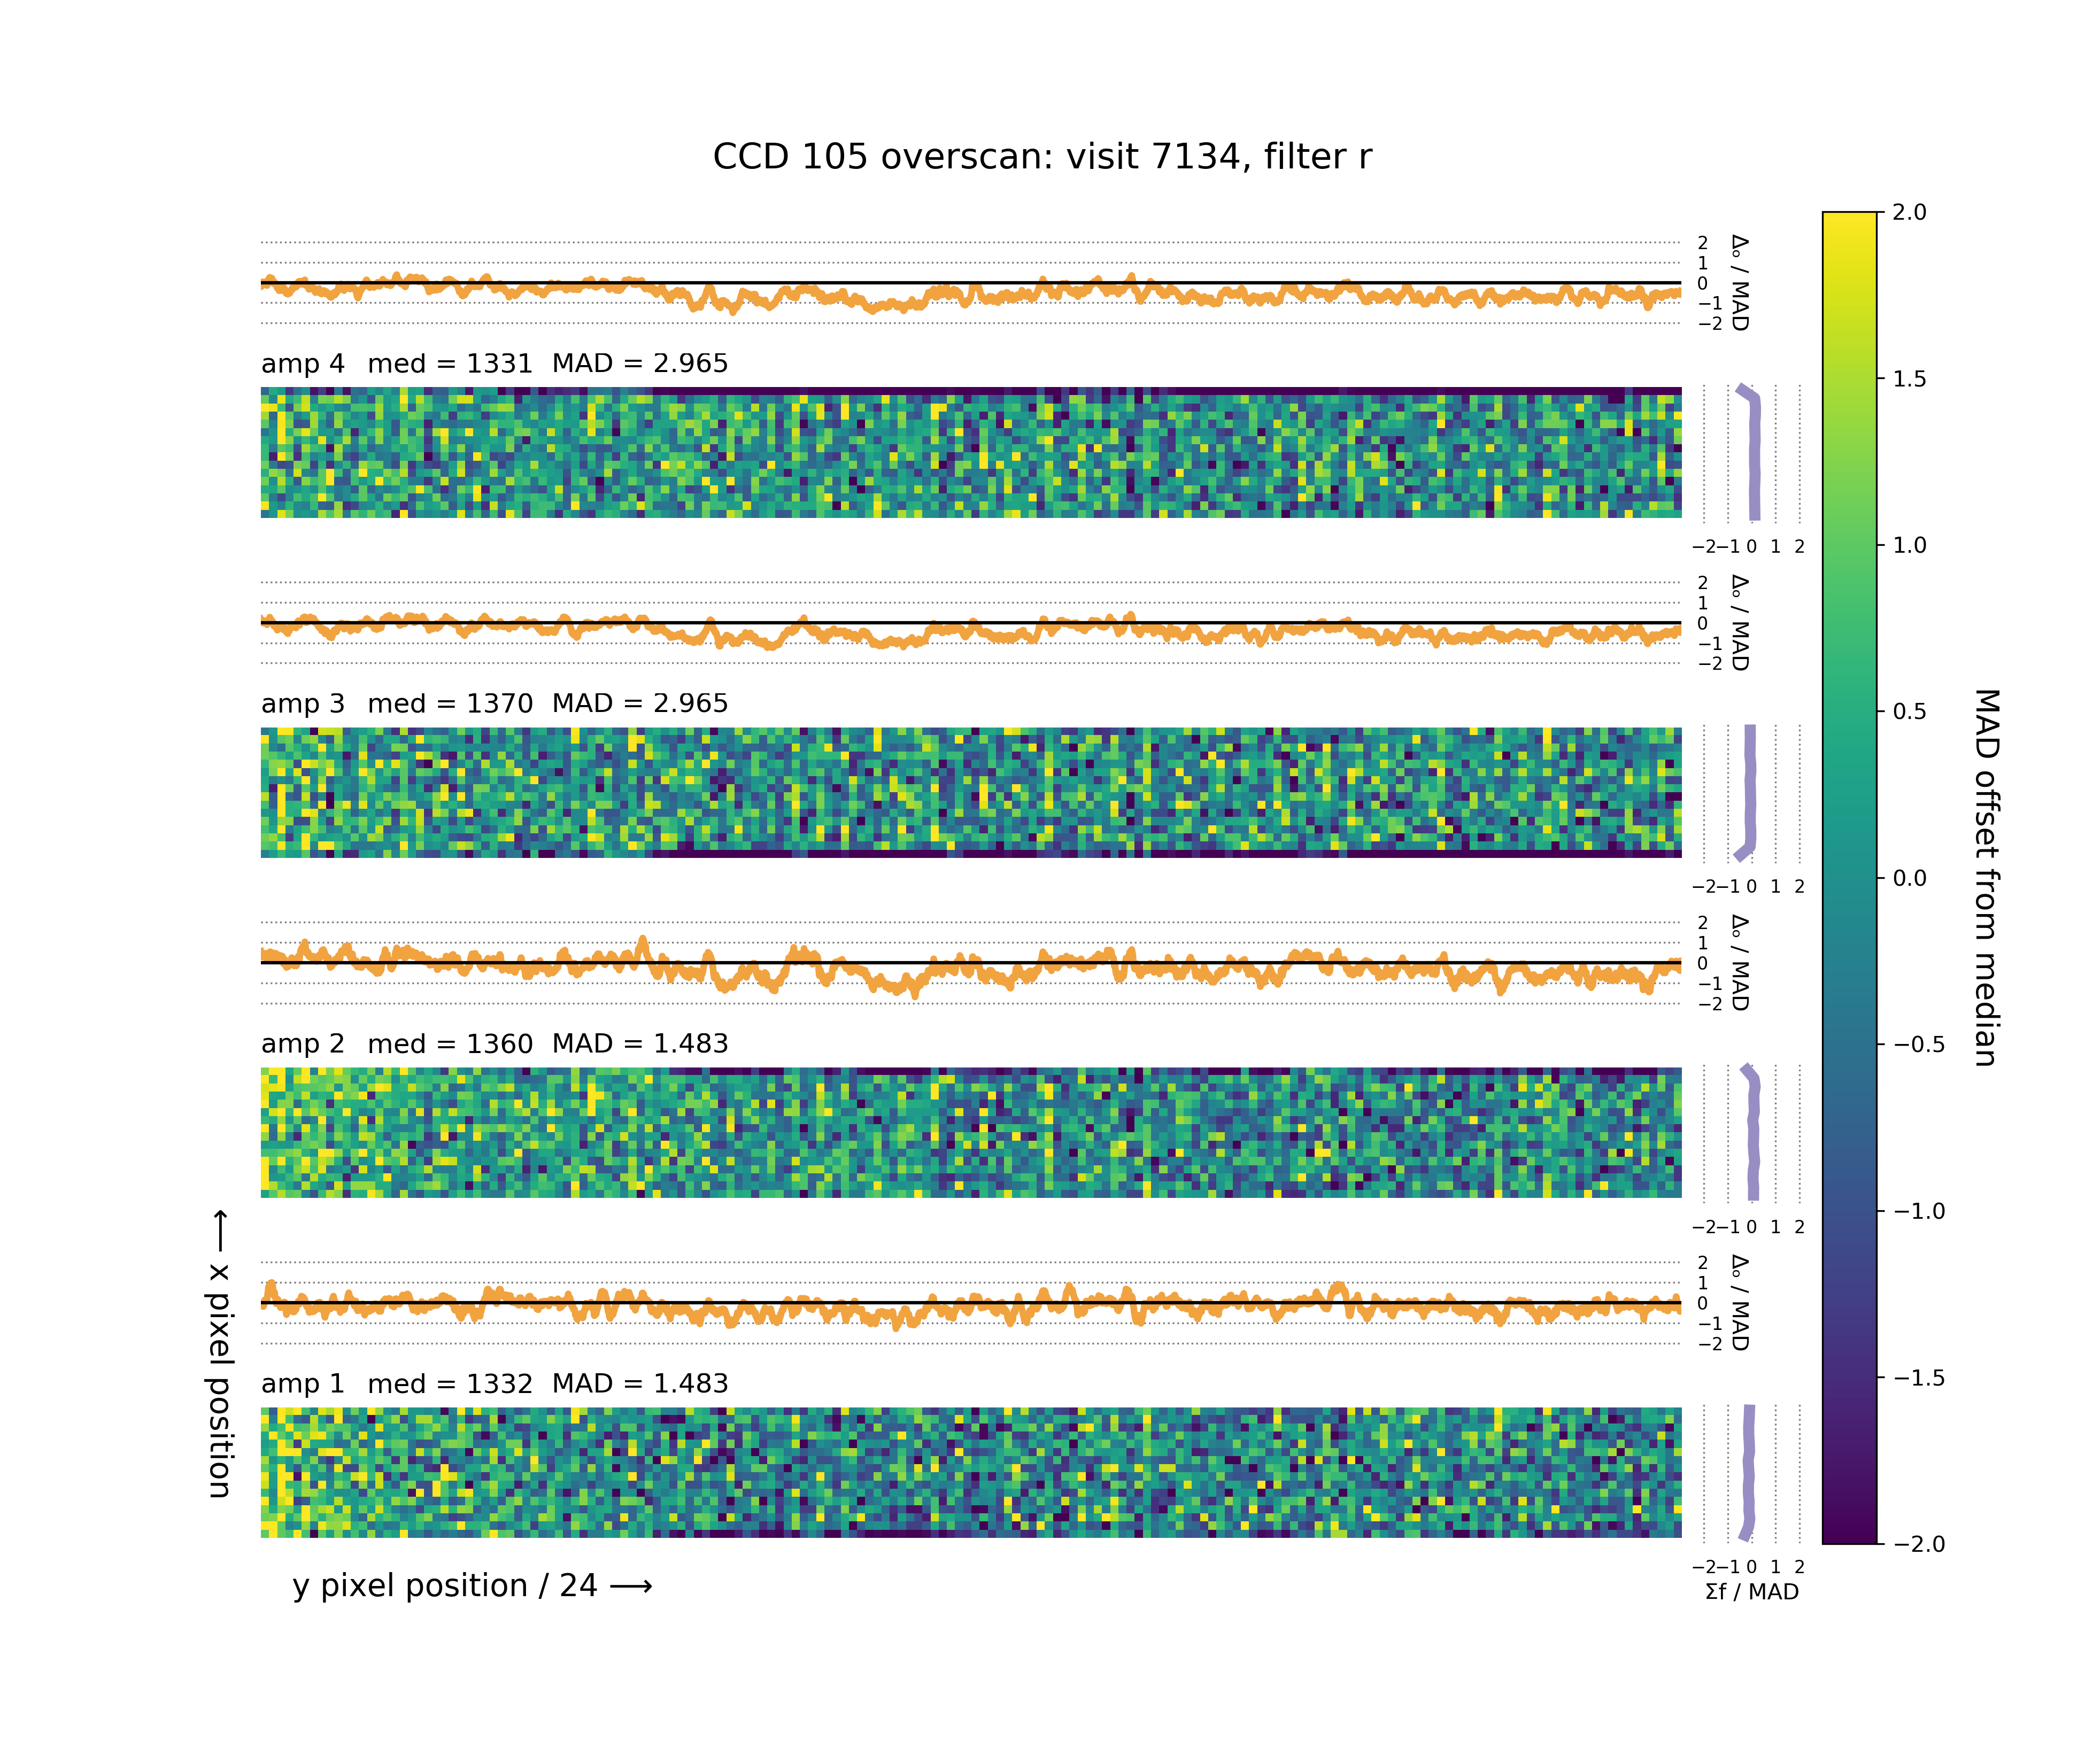 CCD 105 overscan: visit 7134, filter r
2
1
0
−1
−2
Δₒ / MAD
amp 4 med = 1331 MAD = 2.965
−2 −1 0 1 2
2
1
0
−1
−2
Δₒ / MAD
amp 3 med = 1370 MAD = 2.965
−2 −1 0 1 2
2
1
0
−1
−2
Δₒ / MAD
amp 2 med = 1360 MAD = 1.483
−2 −1 0 1 2
2
1
0
−1
−2
Δₒ / MAD
amp 1 med = 1332 MAD = 1.483
−2 −1 0 1 2
Σf / MAD
⟵ x pixel position
y pixel position / 24 ⟶
2.0
1.5
1.0
0.5
0.0
−0.5
−1.0
−1.5
−2.0
MAD offset from median